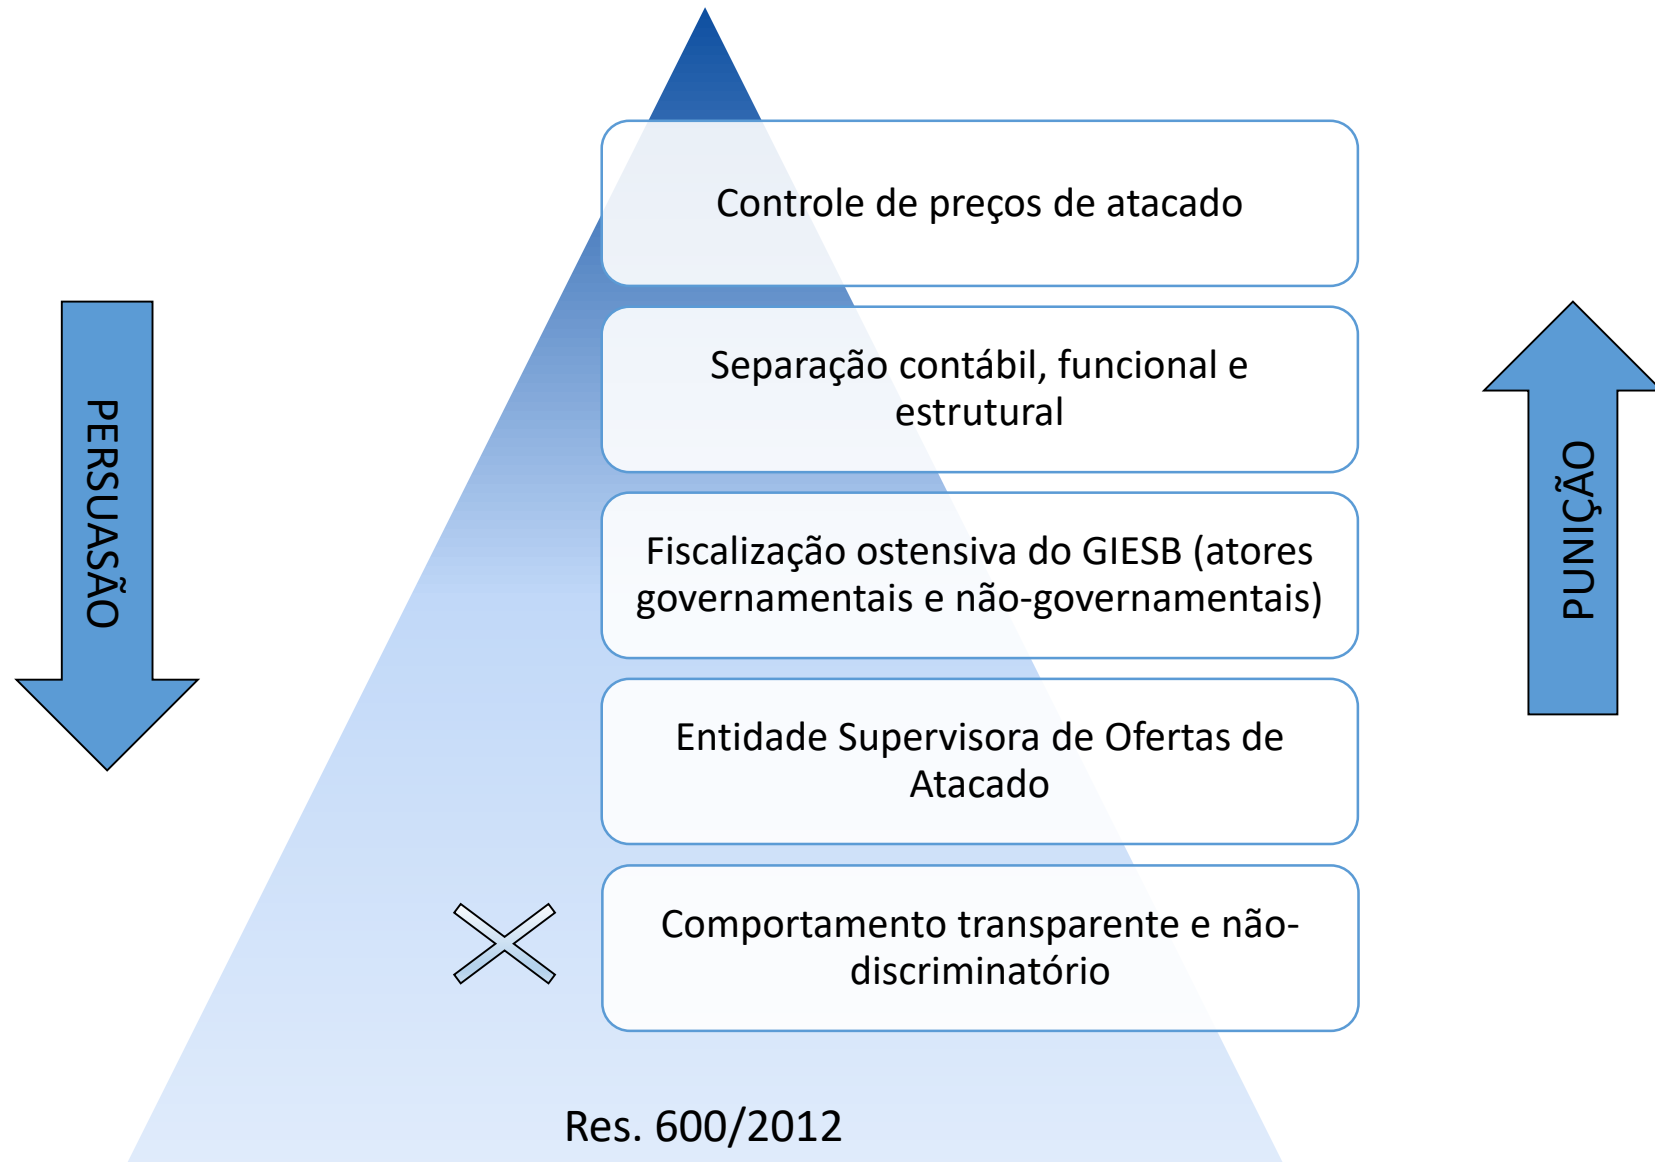 Controle de preços de atacado
Separação contábil, funcional e
estrutural
PERSUASÃO
PUNIÇÃO
Fiscalização ostensiva do GIESB (atores
governamentais e não-governamentais)
Entidade Supervisora de Ofertas de
Atacado
Comportamento transparente e não-
discriminatório
Res. 600/2012